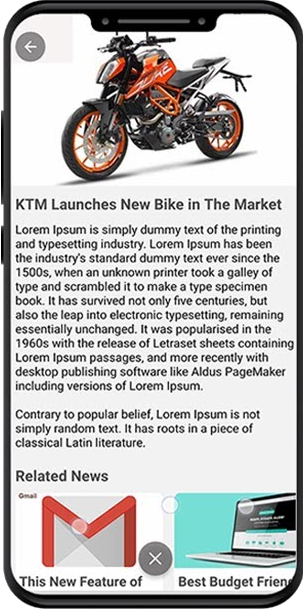 KTM Launches New Bike in The Market
Lorem Ipsum is simply dummy text of the printing
and typesetting industry. Lorem Ipsum has been
the industry's standard dummy text ever since the
1500s, when an unknown printer took a galley of
type and scrambled it to make a type specimen
book. It has survived not only five centuries, but
also the leap into electronic typesetting, remaining
essentially unchanged. It was popularised in the
1960s with the release of Letraset sheets containing
Lorem Ipsum passages, and more recently with
desktop publishing software like Aldus PageMaker
including versions of Lorem Ipsum.
Contrary to popular belief, Lorem Ipsum is not
simply random text. It has roots in a piece of
classical Latin literature.
Related News
Gmail
This New Feature of
Best Budget Friend